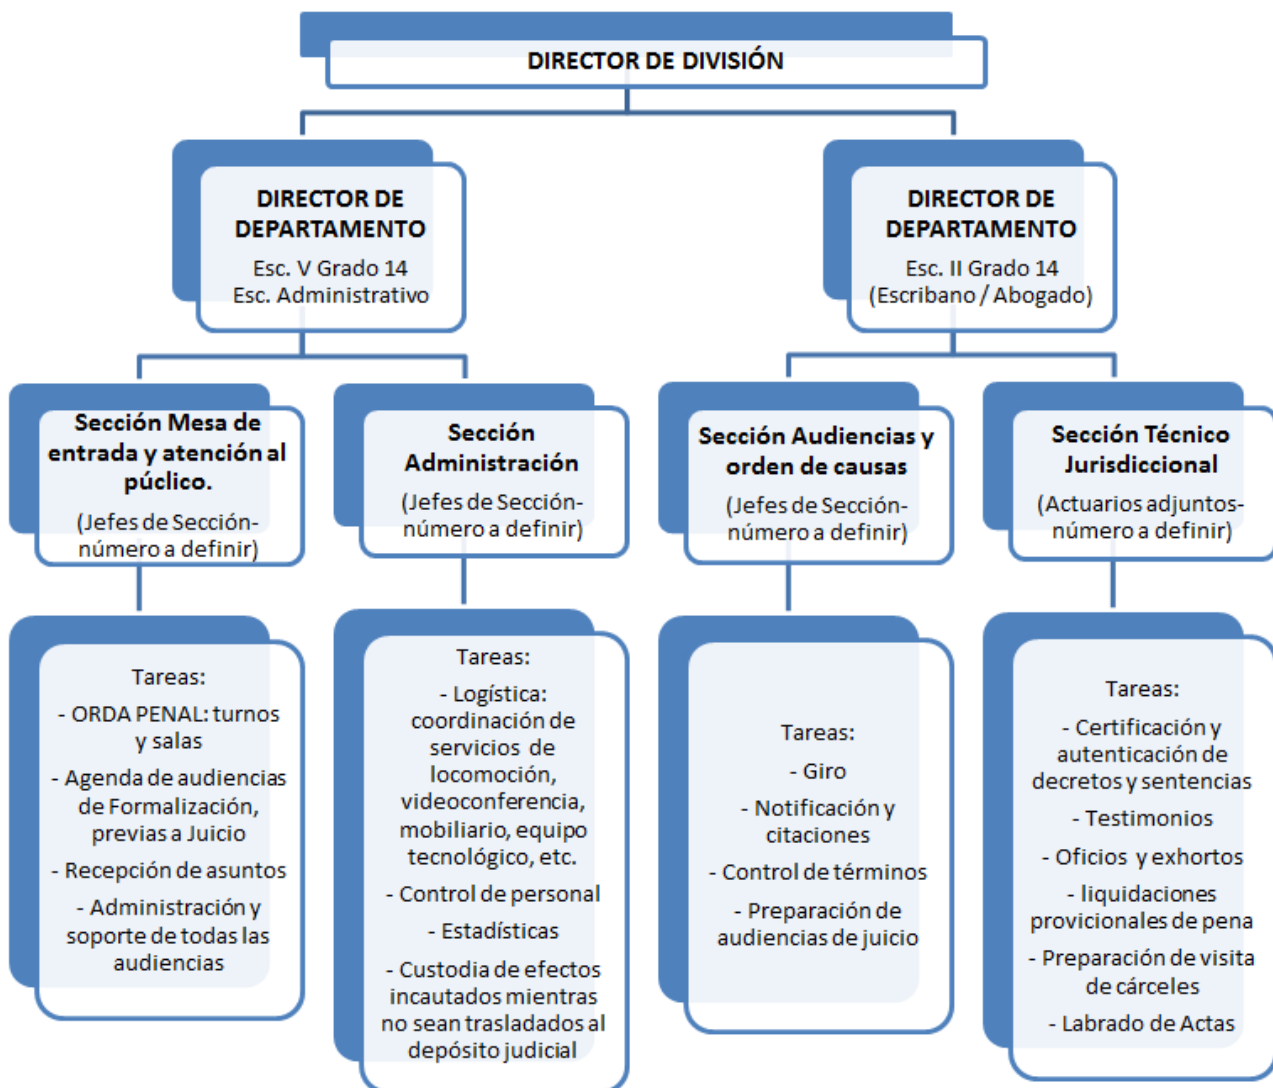 DIRECTOR DE DIVISIÓN
DIRECTOR DE
DEPARTAMENTO
Esc. V Grado 14
Esc. Administrativo
DIRECTOR DE
DEPARTAMENTO
Esc. II Grado 14
(Escribano / Abogado)
Sección Mesa de
entrada y atención al
púclico.
(Jefes de Sección-
número a definir)
Sección
Administración
(Jefes de Sección-
número a definir)
Sección Audiencias y
orden de causas
(Jefes de Sección-
número a definir)
Sección Técnico
Jurisdiccional
(Actuarios adjuntos-
número a definir)
Tareas:
- ORDA PENAL: turnos
y salas
- Agenda de audiencias
de Formalización,
previas a Juicio
- Recepción de asuntos
- Administración y
soporte de todas las
audiencias
Tareas:
- Logística:
coordinación de
servicios de
locomoción,
videoconferencia,
mobiliario, equipo
tecnológico, etc.
- Control de personal
- Estadísticas
- Custodia de efectos
incautados mientras
no sean trasladados al
depósito judicial
Tareas:
- Giro
- Notificación y
citaciones
- Control de términos
- Preparación de
audiencias de juicio
Tareas:
- Certificación y
autenticación de
decretos y sentencias
- Testimonios
- Oficios y exhortos
- liquidaciones
provicionales de pena
- Preparación de visita
de cárceles
- Labrado de Actas